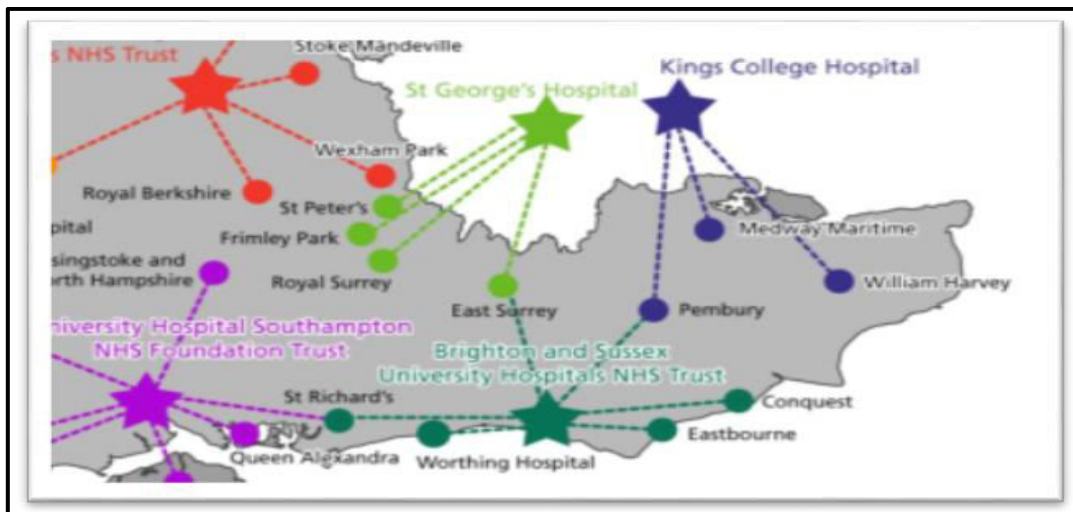 s NHS Trust
Stoke Mandeville
Kings College Hospital
St George's Hospital
Wexham Park
Royal Berkshire
St Peter's
pital
Frimley Park
Medway Maritime
singstoke and
orth Hampshire
Royal Surrey
William Harvey
East Surrey
Pembury
niversity Hospital Southampton
NHS Foundation Trust
Brighton and Sussex
University Hospitals NHS Trust
St Richard's
Conquest
Eastbourne
Queen Alexandra
Worthing Hospital